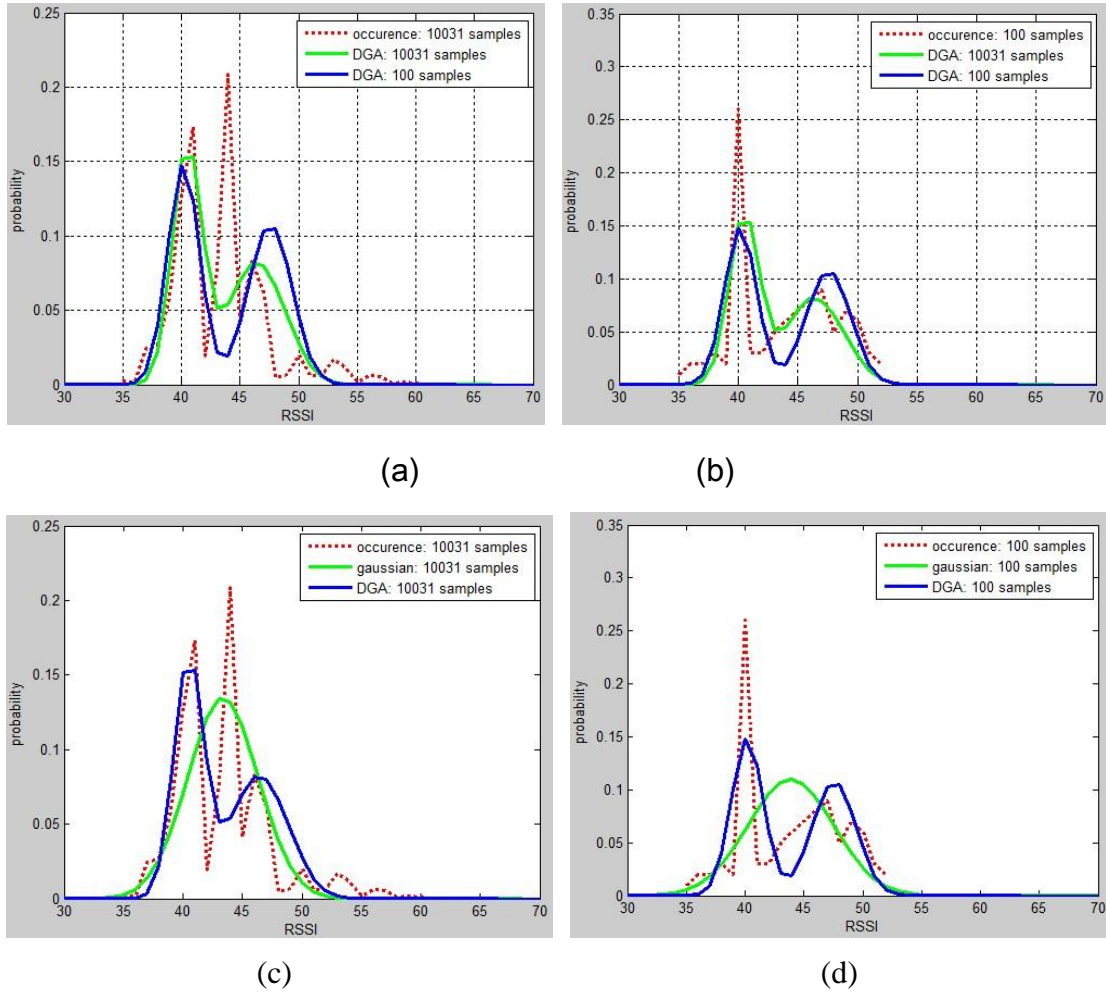 0.25
0.2
0.15
0.1
0.05
0
probability
occurence: 10031 samples
DGA: 10031 samples
DGA: 100 samples
30 35 40 45 50 55 60 65 70
RSSI
(a)
0.35
0.3
0.25
0.2
0.15
0.1
0.05
0
probability
occurence: 100 samples
DGA: 10031 samples
DGA: 100 samples
30 35 40 45 50 55 60 65 70
RSSI
(b)
0.25
0.2
0.15
0.1
0.05
0
probability
occurence: 10031 samples
gaussian: 10031 samples
DGA: 10031 samples
30 35 40 45 50 55 60 65 70
RSSI
(c)
0.35
0.3
0.25
0.2
0.15
0.1
0.05
0
probability
occurence: 100 samples
gaussian: 100 samples
DGA: 100 samples
30 35 40 45 50 55 60 65 70
RSSI
(d)